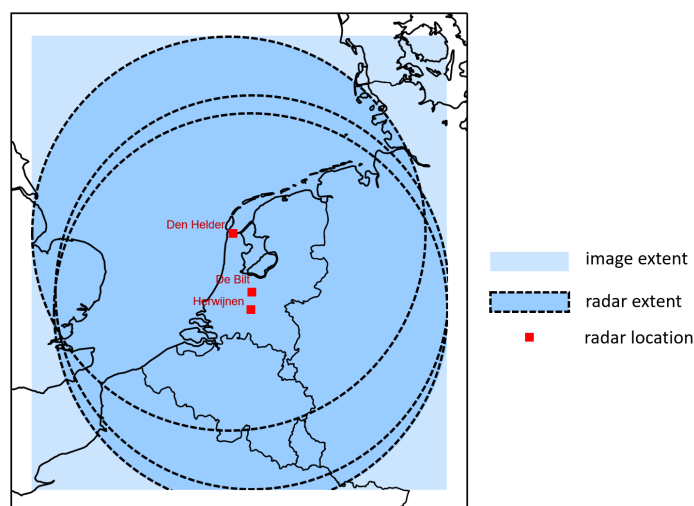 Den Helder
De Bilt
Herwijnen
image extent
radar extent
radar location